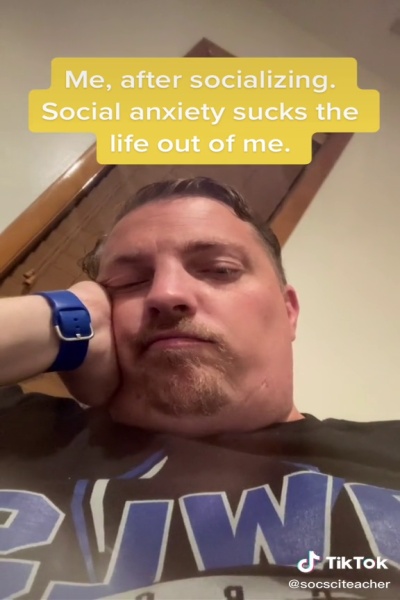 Me, after socializing.
Social anxiety sucks the
life out of me.
TikTok
@socsciteacher